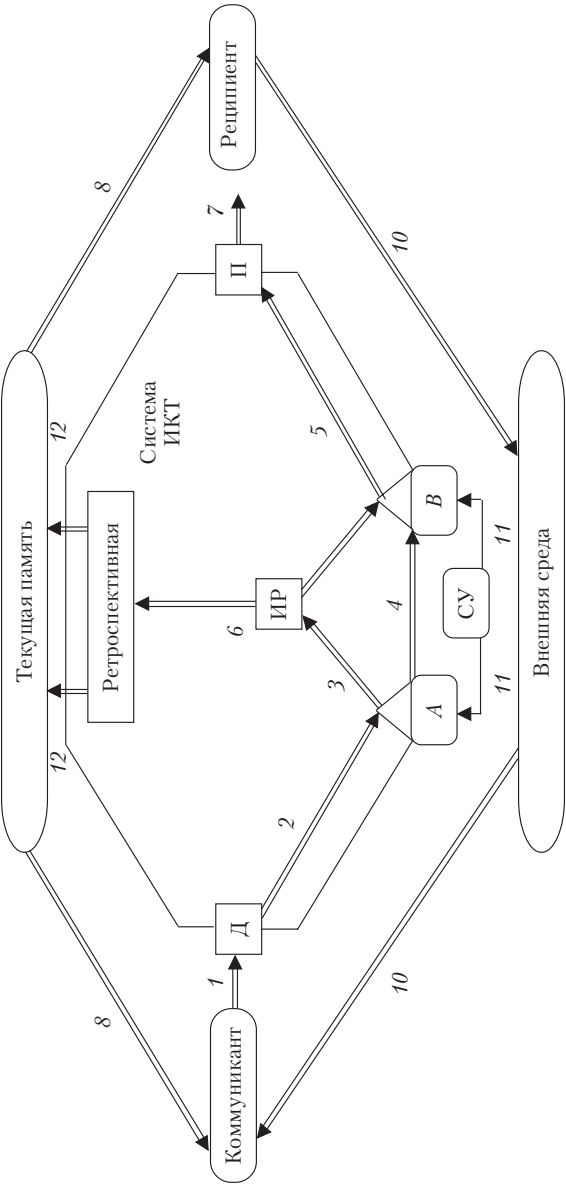 Текущая память
8
12
12
8
Ретроспективная
Система
ИКТ
Коммуникант
1
Д
2
3
6
ИР
4
5
П
7
Реципиент
А
В
СУ
11
11
10
10
Внешняя среда